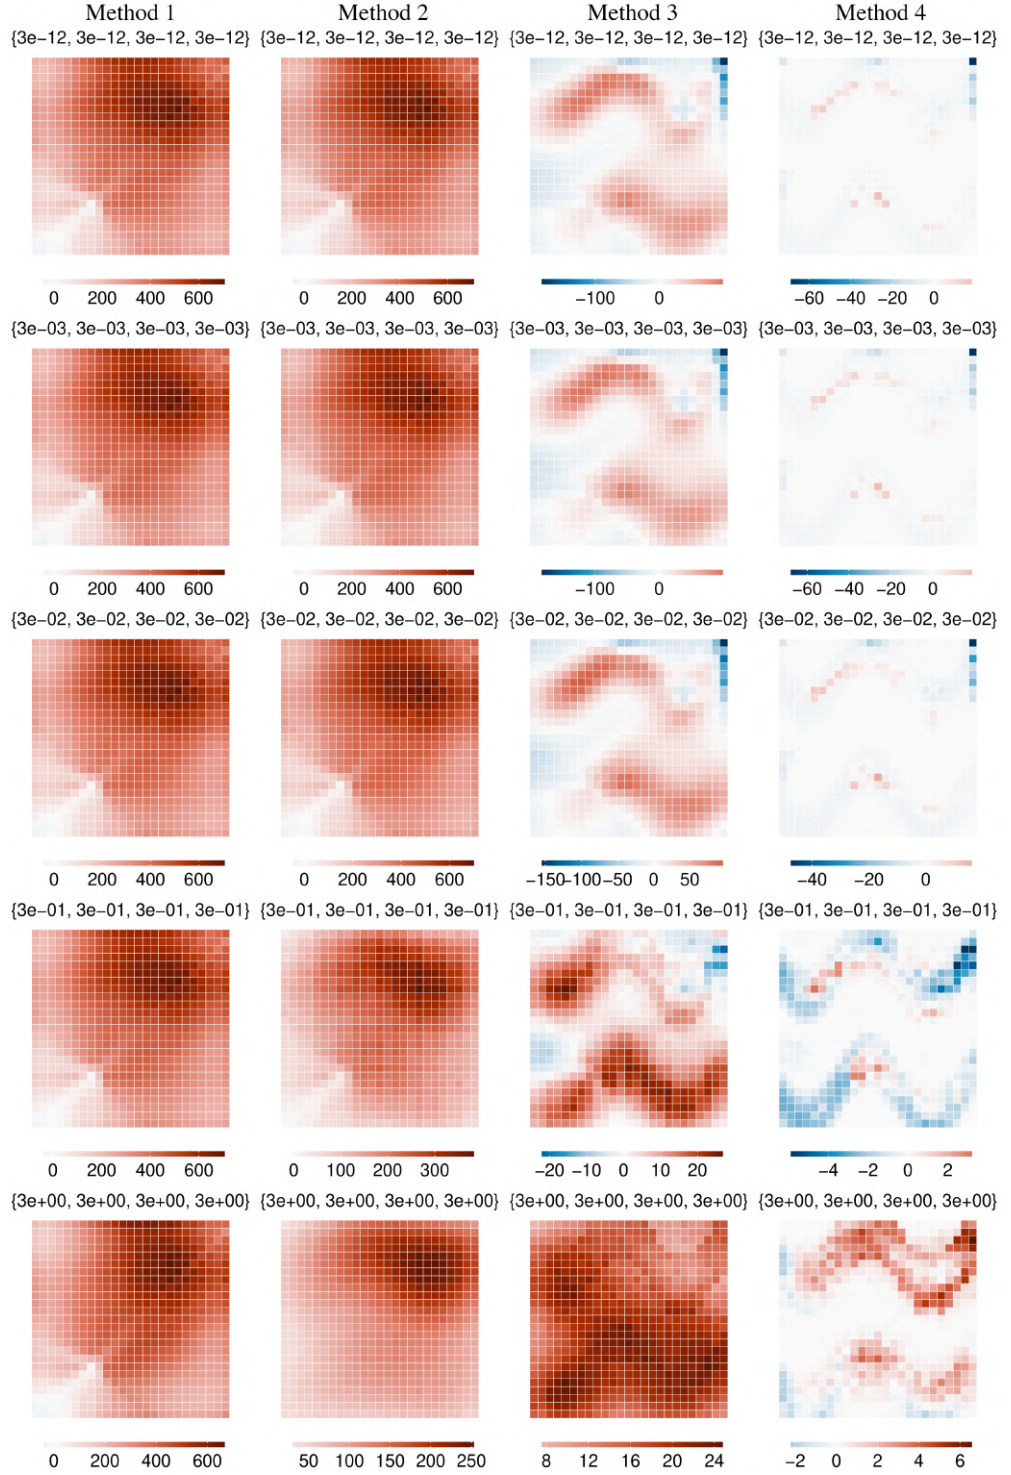 Method 1 Method 2 Method 3 Method 4
{3e−12, 3e−12, 3e−12, 3e−12} {3e−12, 3e−12, 3e−12, 3e−12} {3e−12, 3e−12, 3e−12, 3e−12} {3e−12, 3e−12, 3e−12, 3e−12}
0 200 400 600 0 200 400 600 −100 0 −60 −40 −20 0
{3e−03, 3e−03, 3e−03, 3e−03} {3e−03, 3e−03, 3e−03, 3e−03} {3e−03, 3e−03, 3e−03, 3e−03} {3e−03, 3e−03, 3e−03, 3e−03}
0 200 400 600 0 200 400 600 −100 0 −60 −40 −20 0
{3e−02, 3e−02, 3e−02, 3e−02} {3e−02, 3e−02, 3e−02, 3e−02} {3e−02, 3e−02, 3e−02, 3e−02} {3e−02, 3e−02, 3e−02, 3e−02}
0 200 400 600 0 200 400 600 −150 −100 −50 0 50 −40 −20 0
{3e−01, 3e−01, 3e−01, 3e−01} {3e−01, 3e−01, 3e−01, 3e−01} {3e−01, 3e−01, 3e−01, 3e−01} {3e−01, 3e−01, 3e−01, 3e−01}
0 200 400 600 0 100 200 300 −20 −10 0 10 20 −4 −2 0 2
{3e+00, 3e+00, 3e+00, 3e+00} {3e+00, 3e+00, 3e+00, 3e+00} {3e+00, 3e+00, 3e+00, 3e+00} {3e+00, 3e+00, 3e+00, 3e+00}
0 200 400 600 50 100 150 200 250 8 12 16 20 24 −2 0 2 4 6